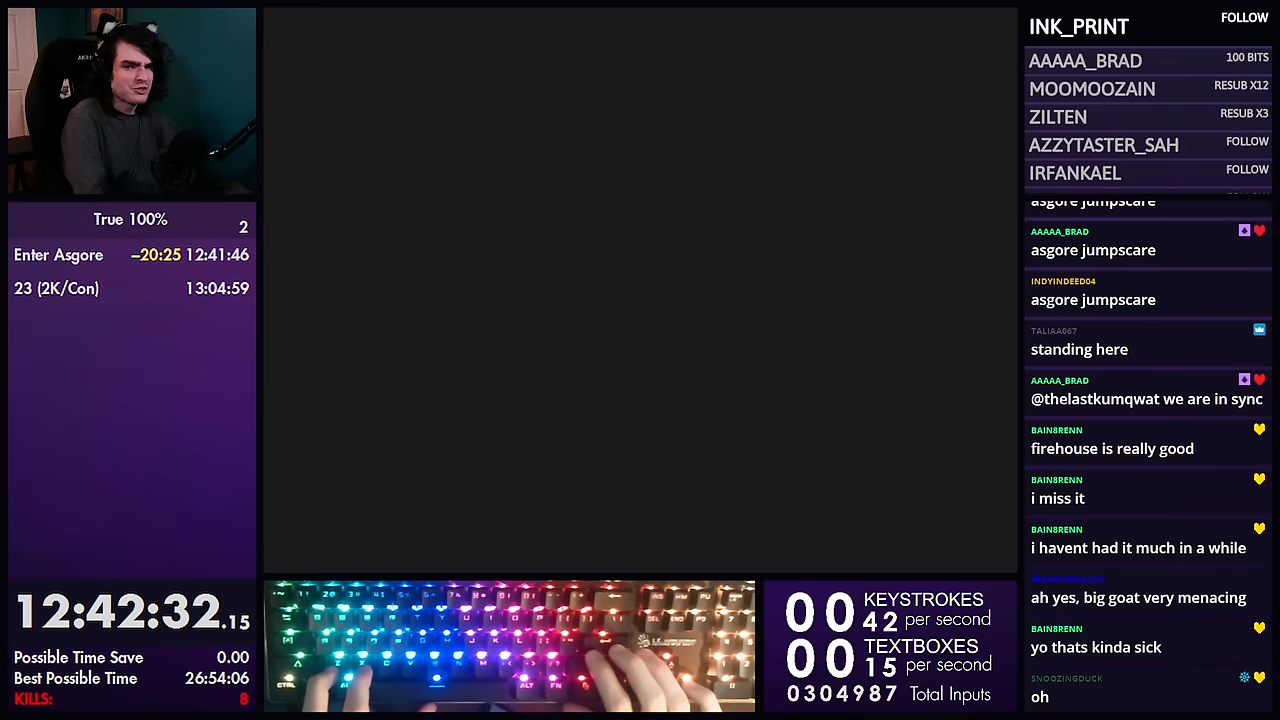 True 100%
2
Enter Asgore –20:25 12:41:46
23 (2K/Con) 13:04:59
12:42:32.15
Possible Time Save 0.00
Best Possible Time 26:54:06
KILLS: 8
00.42 KEYSTROKES per second
00.15 TEXTBOXES per second
0304987 Total Inputs
INK_PRINT FOLLOW
AAAAA_BRAD 100 BITS
MOOMOOZAIN RESUB X12
ZILTEN RESUB X3
AZZYTASTER_SAH FOLLOW
IRFANKAEL FOLLOW
asgore jumpscare
AAAAA_BRAD
asgore jumpscare
INDYINDEED04
asgore jumpscare
TALIAA067
standing here
AAAAA_BRAD
@thelastkumqwat we are in sync
BAIN8RENN
firehouse is really good
BAIN8RENN
i miss it
BAIN8RENN
i havent had it much in a while
ah yes, big goat very menacing
BAIN8RENN
yo thats kinda sick
SNOOZINGDUCK
oh